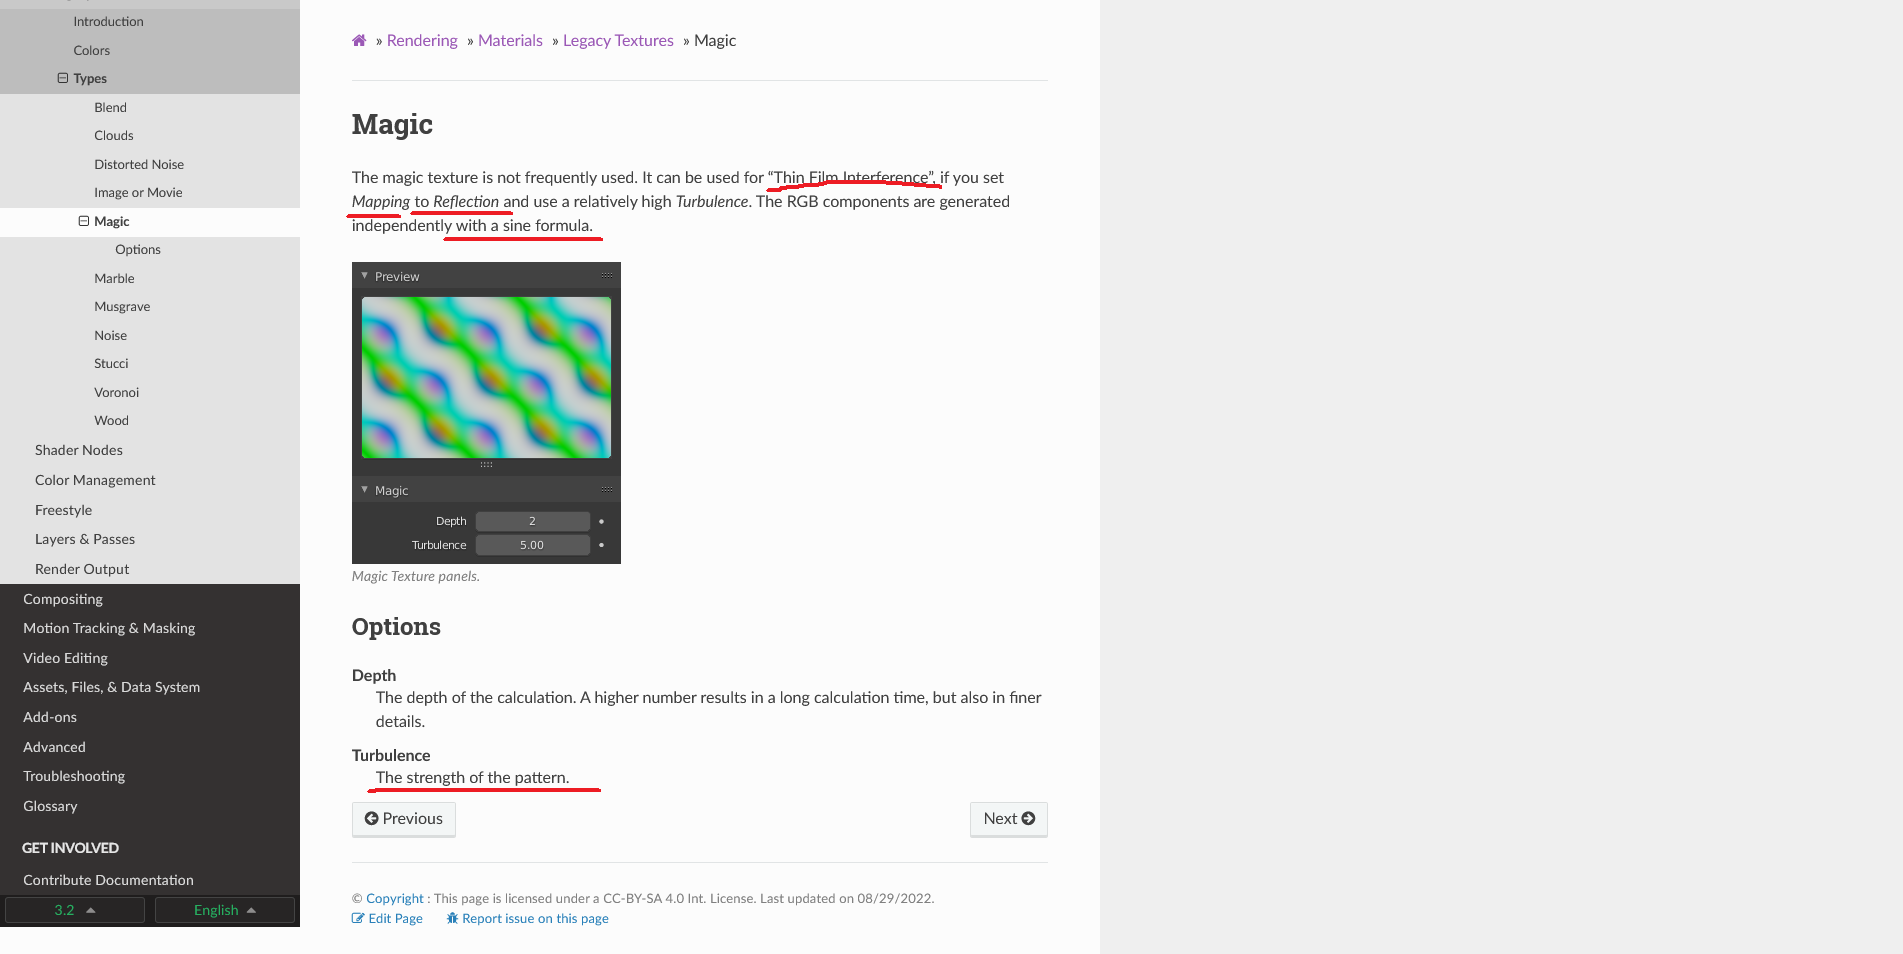 Introduction
Colors
Types
Blend
Clouds
Distorted Noise
Image or Movie
Magic
Options
Marble
Musgrave
Noise
Stucci
Voronoi
Wood
Shader Nodes
Color Management
Freestyle
Layers & Passes
Render Output
Compositing
Motion Tracking & Masking
Video Editing
Assets, Files, & Data System
Add-ons
Advanced
Troubleshooting
Glossary
GET INVOLVED
Contribute Documentation
3.2 English
» Rendering » Materials » Legacy Textures » Magic
Magic
The magic texture is not frequently used. It can be used for “Thin Film Interference”, if you set
Mapping to Reflection and use a relatively high Turbulence. The RGB components are generated
independently with a sine formula.
Preview
Magic
Depth 2
Turbulence 5.00
Magic Texture panels.
Options
Depth
The depth of the calculation. A higher number results in a long calculation time, but also in finer
details.
Turbulence
The strength of the pattern.
Previous Next
© Copyright : This page is licensed under a CC-BY-SA 4.0 Int. License. Last updated on 08/29/2022.
Edit Page Report issue on this page